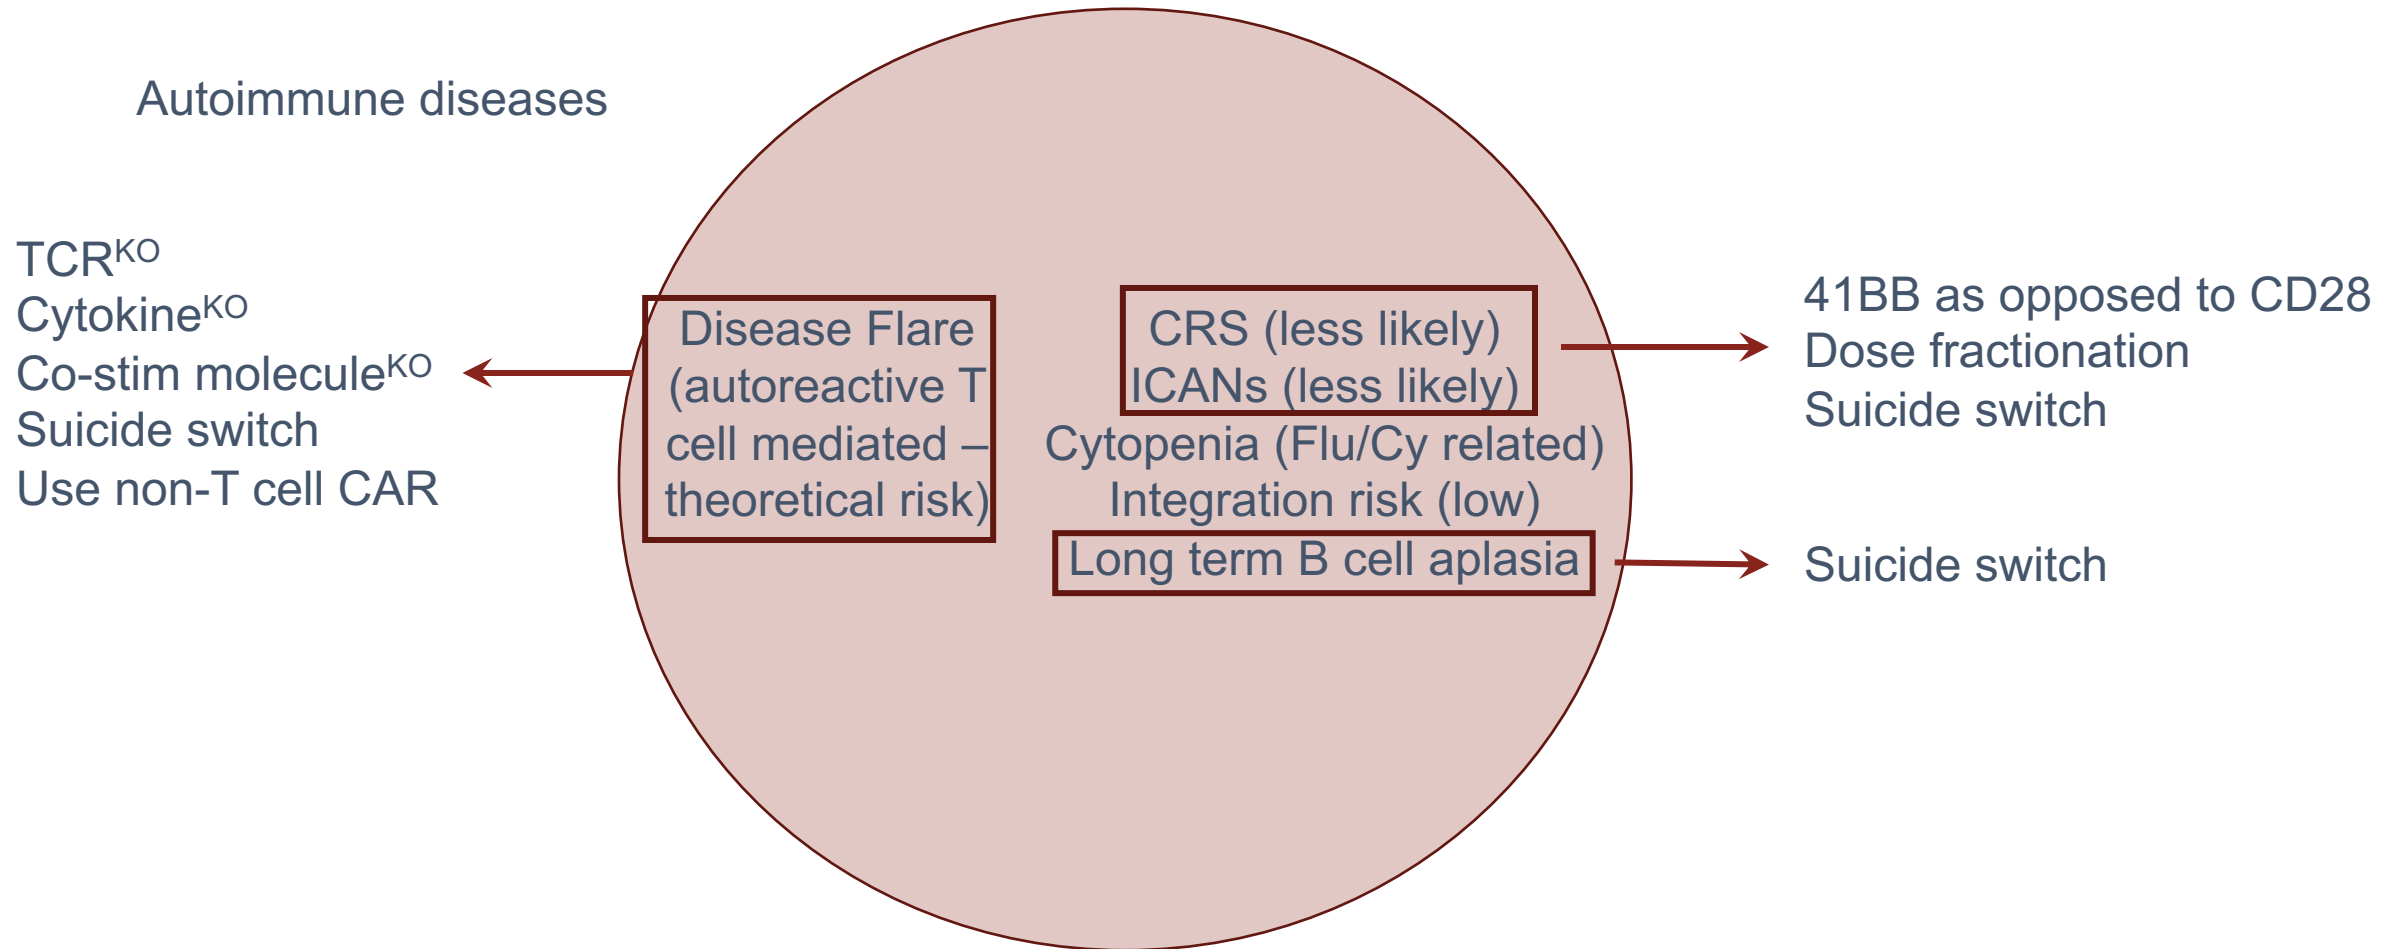 Autoimmune diseases
TCRKO
CytokineKO
Co-stim moleculeKO
Suicide switch
Use non-T cell CAR
Disease Flare
(autoreactive T
cell mediated –
theoretical risk)
CRS (less likely)
ICANs (less likely)
Cytopenia (Flu/Cy related)
Integration risk (low)
Long term B cell aplasia
41BB as opposed to CD28
Dose fractionation
Suicide switch
Suicide switch